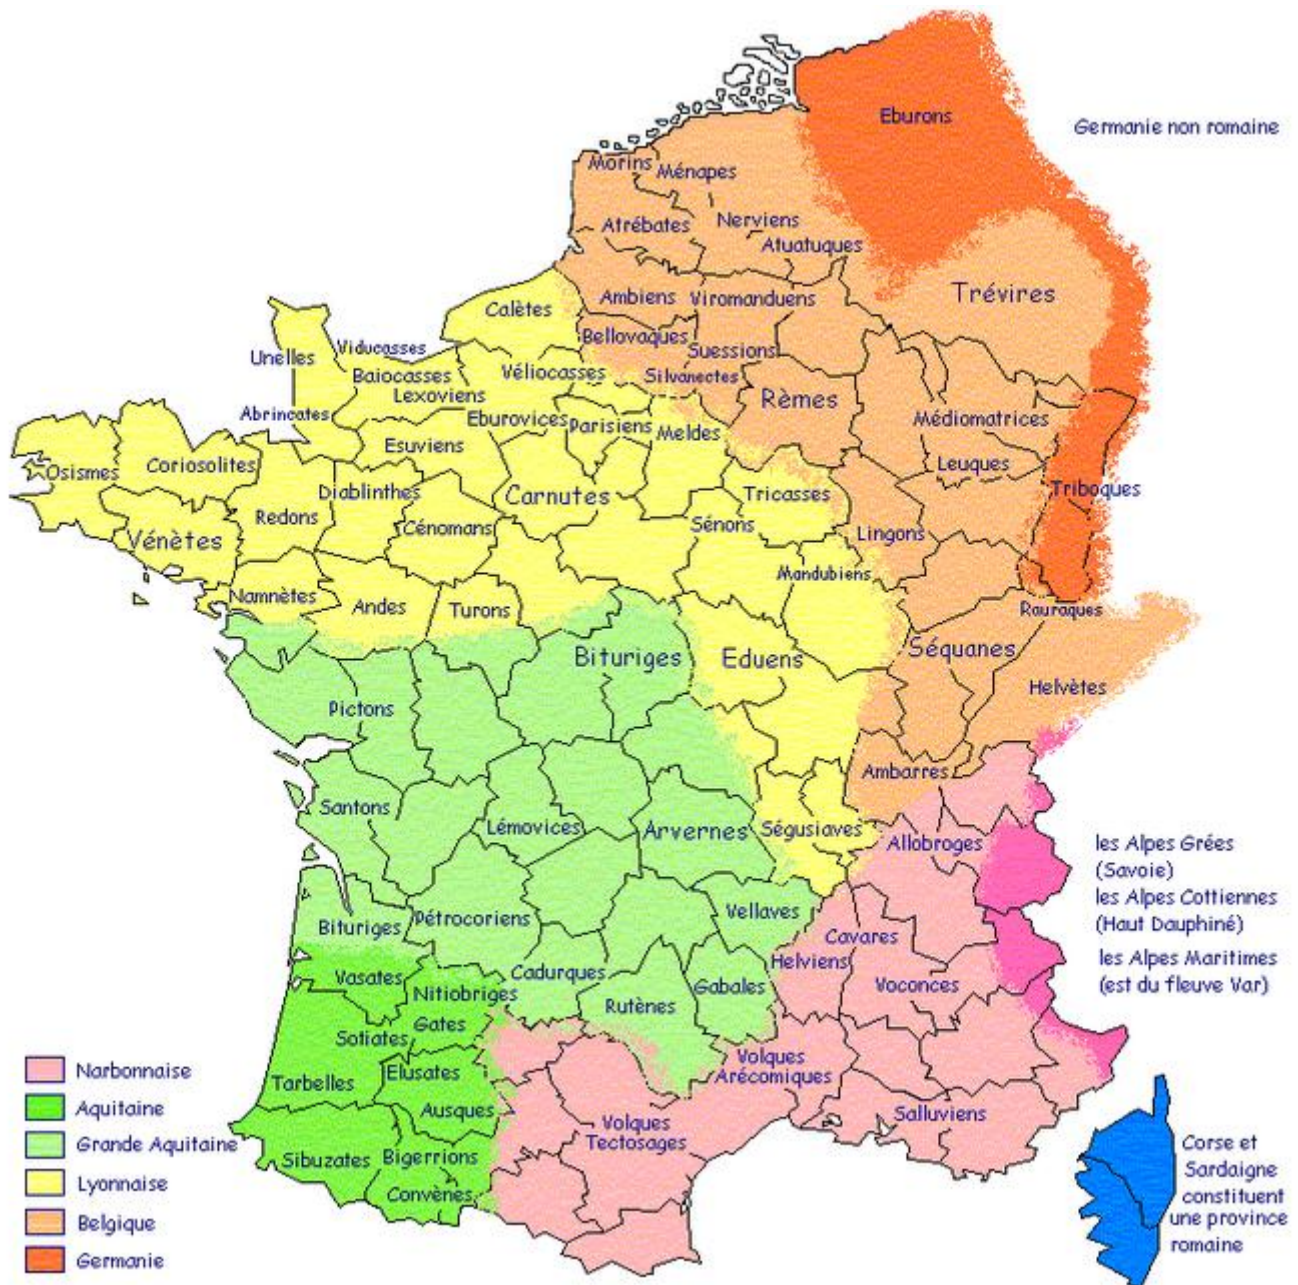 Eburons
Germanie non romaine
Morins
Ménapes
Nerviens
Atrébates
Atuatuques
Trévires
Ambiens
Viromanduens
Calètes
Bellovaques
Suessions
Viducasses
Unelles
Baiocasses
Véliocasses
Silvanectes
Lexoviens
Rèmes
Abrincates
Eburovices
Parisiens
Médiomatrices
Meldes
Esuviens
Osismes
Coriosolites
Leuques
Diablinthes
Carnutes
Tricasses
Triboques
Redons
Cénomans
Sénons
Vénètes
Lingons
Mandubiens
Namnètes
Andes
Turons
Rauraques
Bituriges
Eduens
Séquanes
Helvètes
Pictons
Ambarres
Santons
Lémovices
Arvernes
Ségusiaves
Allobroges
les Alpes Grées
(Savoie)
les Alpes Cottiennes
(Haut Dauphiné)
les Alpes Maritimes
(est du fleuve Var)
Bituriges
Pétrocoriens
Vellaves
Cavares
Helviens
Vasates
Nitiobriges
Cadurques
Rutènes
Gabales
Voconces
Gates
Sotiates
Tarbelles
Elusates
Ausques
Volques
Arécomiques
Volques
Tectosages
Salluviens
Sibuzates
Bigerrions
Convènes
Narbonnaise
Aquitaine
Grande Aquitaine
Lyonnaise
Belgique
Germanie
Corse et
Sardaigne
constituent
une province
romaine